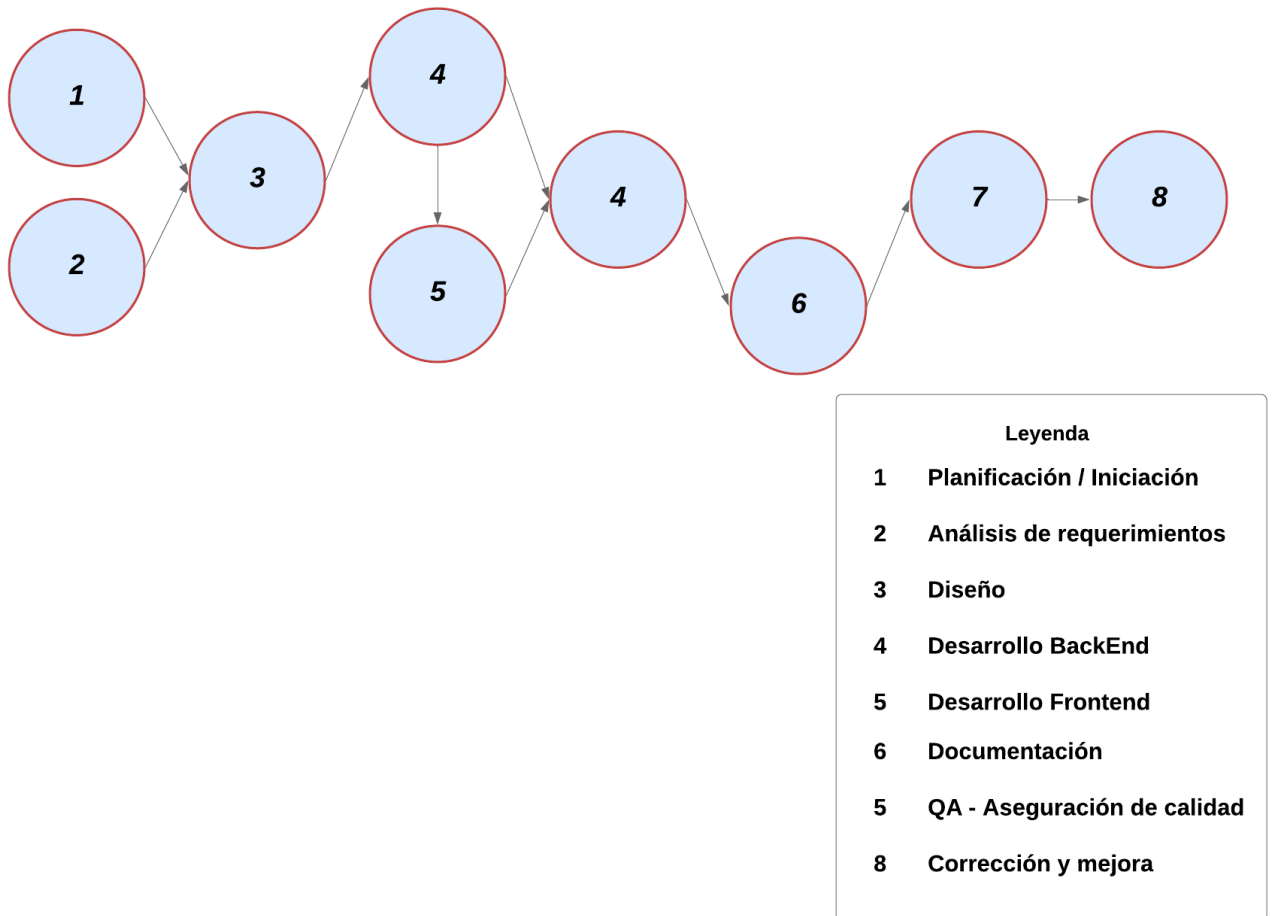 1
2
3
4
5
4
6
7
8
Leyenda
1 Planificación / Iniciación
2 Análisis de requerimientos
3 Diseño
4 Desarrollo BackEnd
5 Desarrollo Frontend
6 Documentación
5 QA - Aseguración de calidad
8 Corrección y mejora